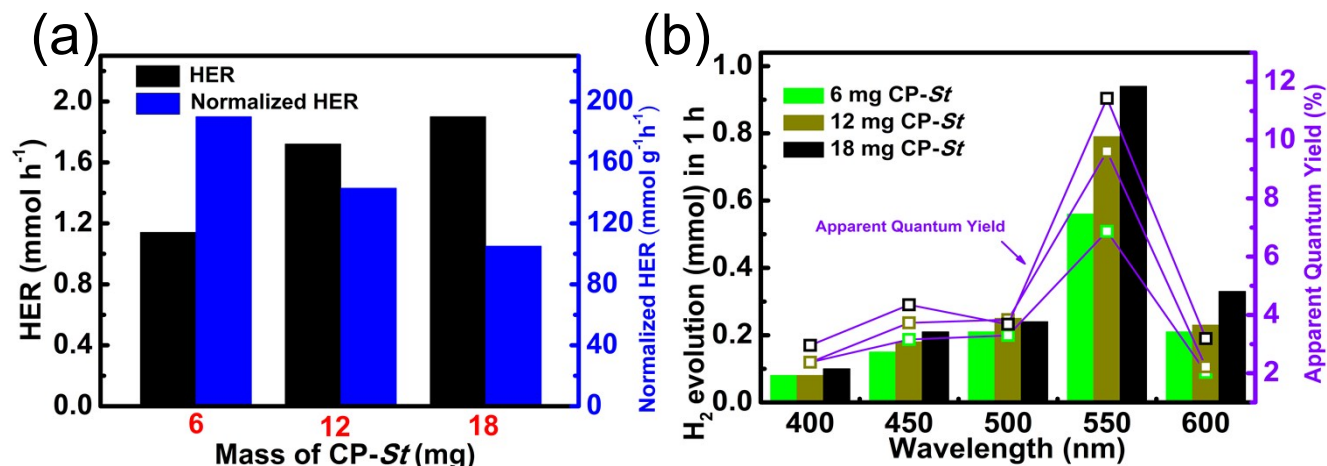 (a)
HER (mmol h⁻¹)
2.0
1.6
1.2
0.8
0.4
0.0
HER
Normalized HER
200
160
120
80
40
0
Normalized HER (mmol g⁻¹h⁻¹)
6 12 18
Mass of CP-St (mg)
(b)
H₂ evolution (mmol) in 1 h
1.0
0.8
0.6
0.4
0.2
0.0
6 mg CP-St
12 mg CP-St
18 mg CP-St
Apparent Quantum Yield
12
10
8
6
4
2
Apparent Quantum Yield (%)
400 450 500 550 600
Wavelength (nm)